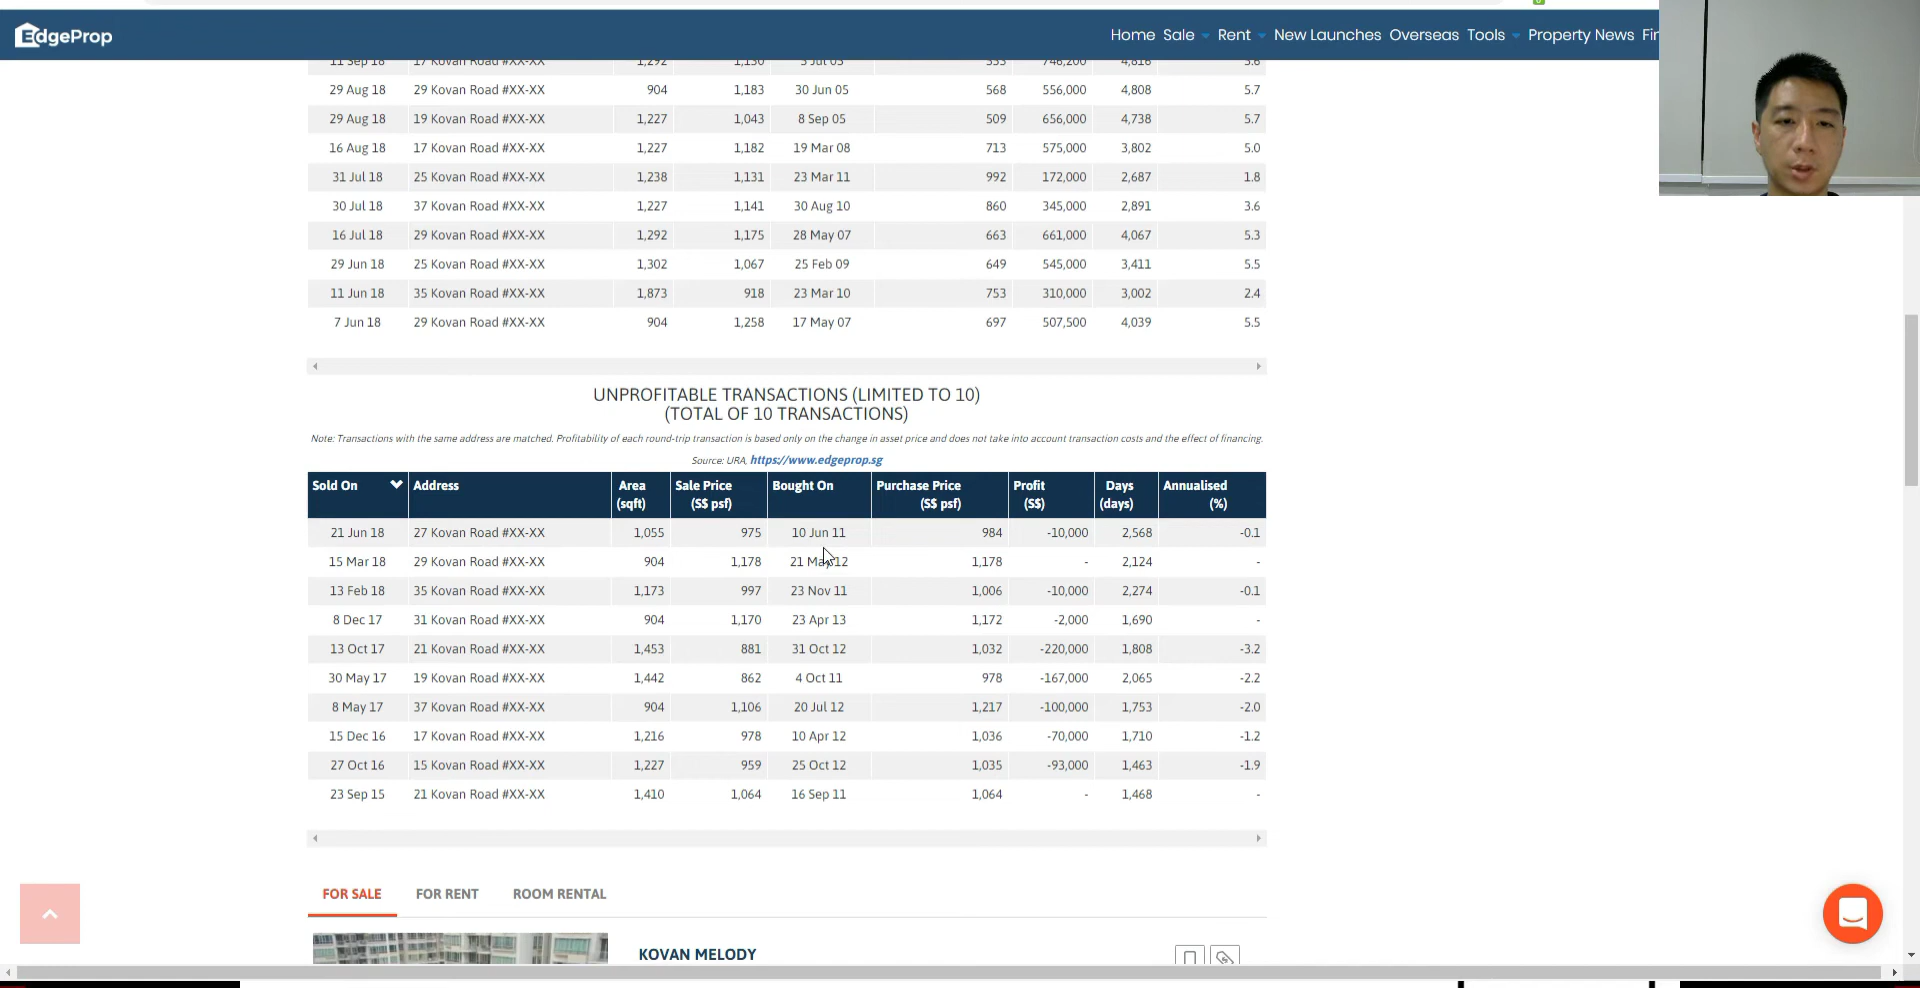 EdgeProp
Home Sale Rent New Launches Overseas Tools Property News
11 Sep 18 17 Kovan Road #XX-XX 1,292 1,130 5 Jul 05 553 746,200 4,816 5.6
29 Aug 18 29 Kovan Road #XX-XX 904 1,183 30 Jun 05 568 556,000 4,808 5.7
29 Aug 18 19 Kovan Road #XX-XX 1,227 1,043 8 Sep 05 509 656,000 4,738 5.7
16 Aug 18 17 Kovan Road #XX-XX 1,227 1,182 19 Mar 08 713 575,000 3,802 5.0
31 Jul 18 25 Kovan Road #XX-XX 1,238 1,131 23 Mar 11 992 172,000 2,687 1.8
30 Jul 18 37 Kovan Road #XX-XX 1,227 1,141 30 Aug 10 860 345,000 2,891 3.6
16 Jul 18 29 Kovan Road #XX-XX 1,292 1,175 28 May 07 663 661,000 4,067 5.3
29 Jun 18 25 Kovan Road #XX-XX 1,302 1,067 25 Feb 09 649 545,000 3,411 5.5
11 Jun 18 35 Kovan Road #XX-XX 1,873 918 23 Mar 10 753 310,000 3,002 2.4
7 Jun 18 29 Kovan Road #XX-XX 904 1,258 17 May 07 697 507,500 4,039 5.5
UNPROFITABLE TRANSACTIONS (LIMITED TO 10)
(TOTAL OF 10 TRANSACTIONS)
Note: Transactions with the same address are matched. Profitability of each round-trip transaction is based only on the change in asset price and does not take into account transaction costs and the effect of financing.
Source: URA, https://www.edgeprop.sg
Sold On Address Area Sale Price Bought On Purchase Price Profit Days Annualised
(sqft) (S$ psf) (S$ psf) (S$) (days) (%)
21 Jun 18 27 Kovan Road #XX-XX 1,055 975 10 Jun 11 984 -10,000 2,568 -0.1
15 Mar 18 29 Kovan Road #XX-XX 904 1,178 21 May 12 1,178 - 2,124 -
13 Feb 18 35 Kovan Road #XX-XX 1,173 997 23 Nov 11 1,006 -10,000 2,274 -0.1
8 Dec 17 31 Kovan Road #XX-XX 904 1,170 23 Apr 13 1,172 -2,000 1,690 -
13 Oct 17 21 Kovan Road #XX-XX 1,453 881 31 Oct 12 1,032 -220,000 1,808 -3.2
30 May 17 19 Kovan Road #XX-XX 1,442 862 4 Oct 11 978 -167,000 2,065 -2.2
8 May 17 37 Kovan Road #XX-XX 904 1,106 20 Jul 12 1,217 -100,000 1,753 -2.0
15 Dec 16 17 Kovan Road #XX-XX 1,216 978 10 Apr 12 1,036 -70,000 1,710 -1.2
27 Oct 16 15 Kovan Road #XX-XX 1,227 959 25 Oct 12 1,035 -93,000 1,463 -1.9
23 Sep 15 21 Kovan Road #XX-XX 1,410 1,064 16 Sep 11 1,064 - 1,468 -
FOR SALE FOR RENT ROOM RENTAL
KOVAN MELODY